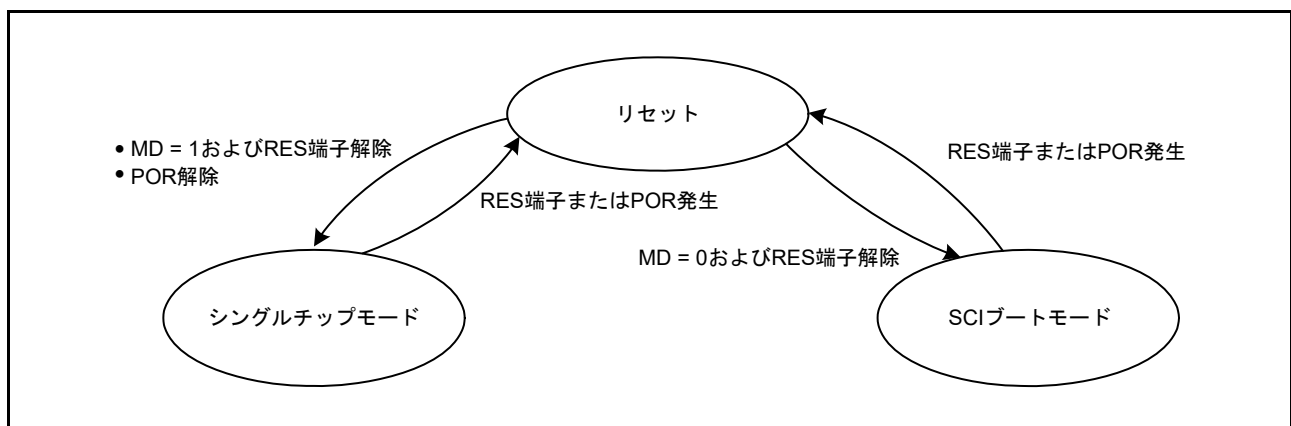 リセット
• MD = 1およびRES端子解除
• POR解除
RES端子またはPOR発生
RES端子またはPOR発生
MD = 0およびRES端子解除
シングルチップモード
SCIブートモード